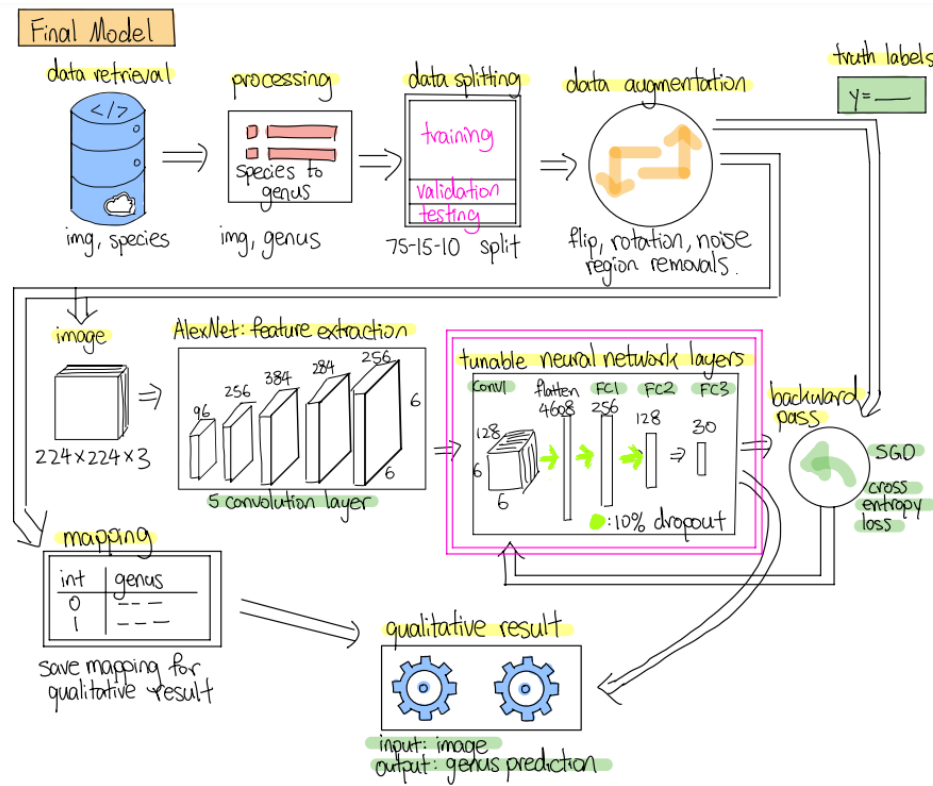 Final Model
data retrieval
</>
img, species
processing
species to
genus
img, genus
data splitting
training
validation
testing
75-15-10 split
data augmentation
flip, rotation, noise
region removals.
truth labels
y=___
image
224×224×3
AlexNet: feature extraction
96
256
384
284
256
6
6
5 convolution layer
tunable neural network layers
Conv1
flatten
FC1
FC2
FC3
4608
256
128
30
128
6
6
:10% dropout
backward
pass
SGD
cross
entropy
loss
mapping
int
genus
0
---
1
---
save mapping for
qualitative result
qualitative result
input: image
output: genus prediction